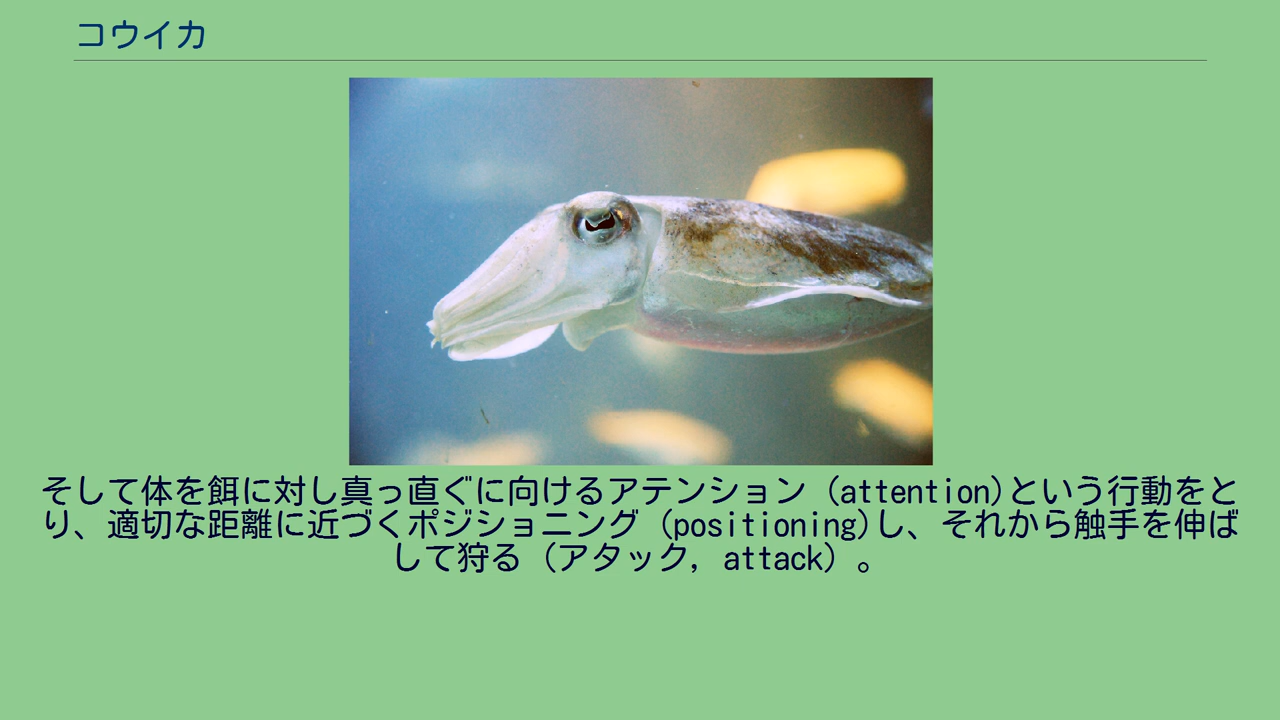 コウイカ
そして体を餌に対し真っ直ぐに向けるアテンション（attention)という行動をと
り、適切な距離に近づくポジショニング（positioning)し、それから触手を伸ば
して狩る（アタック, attack）。